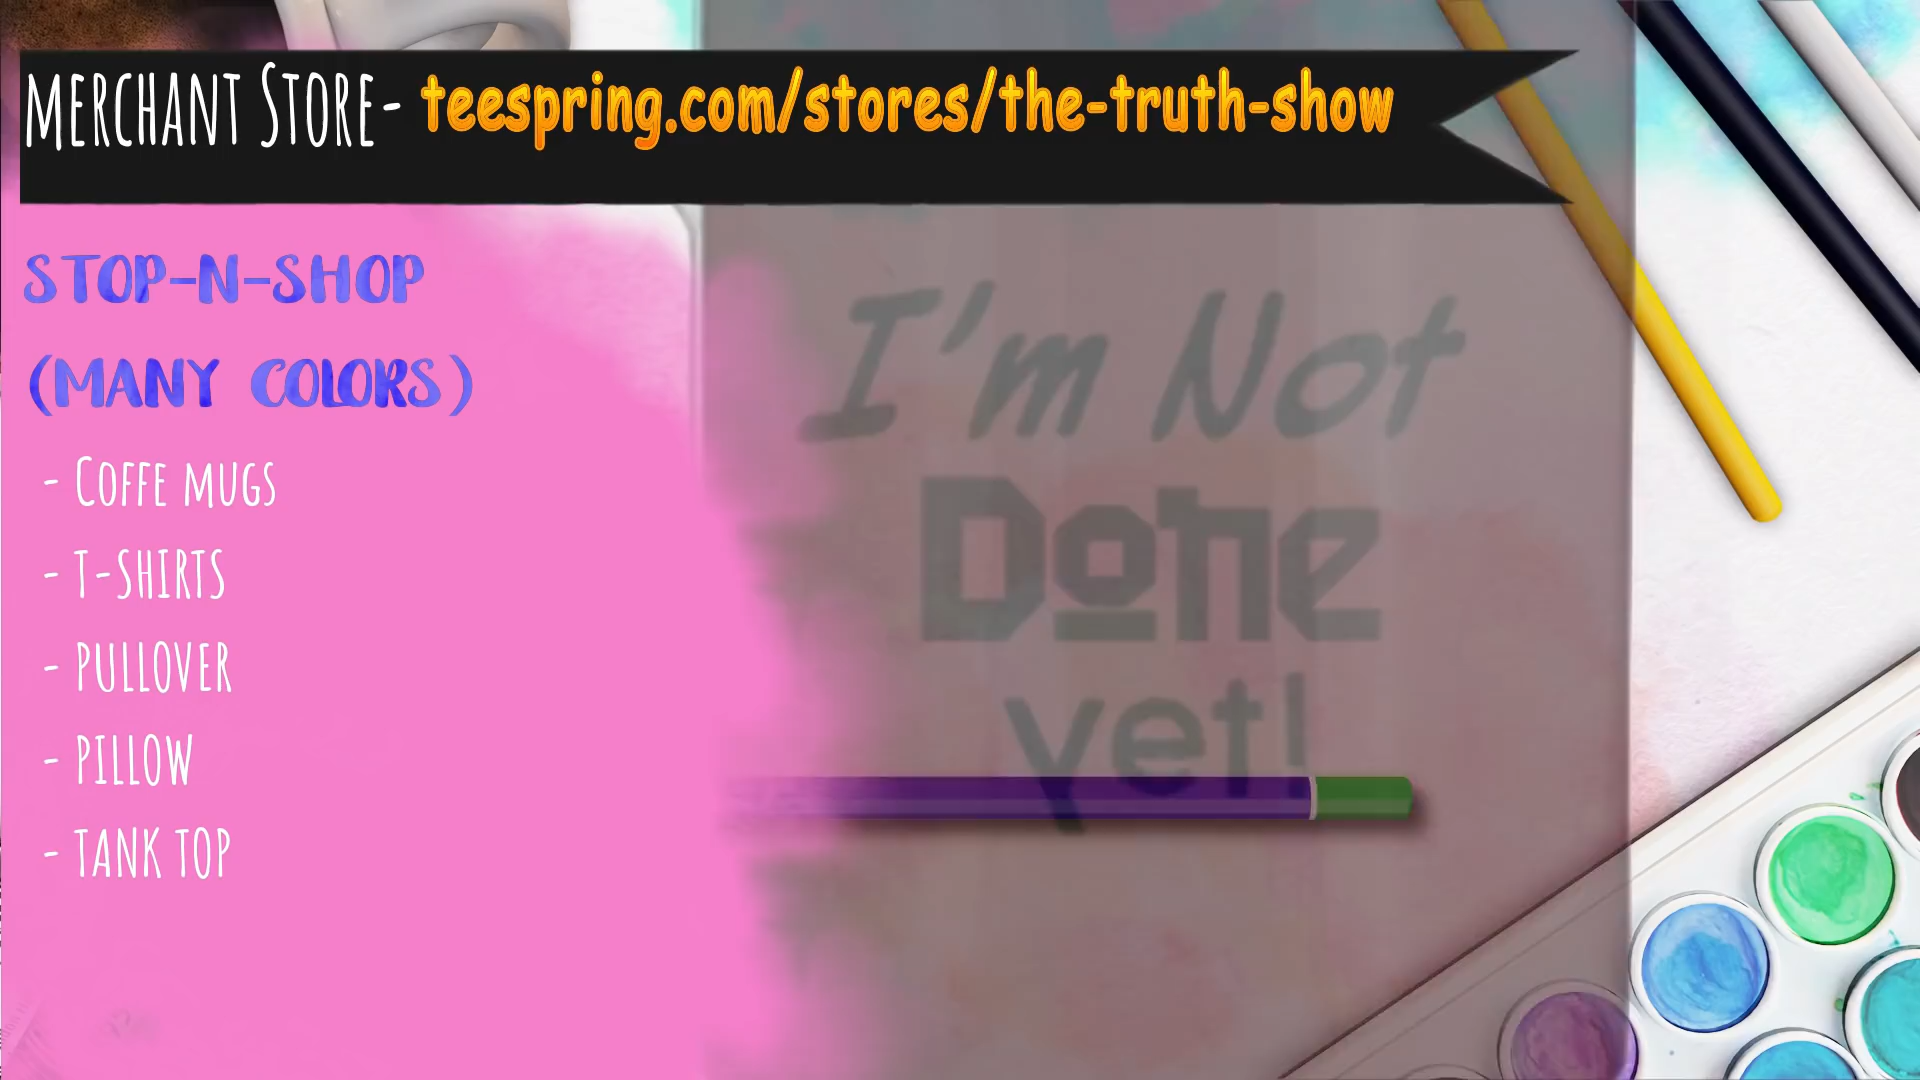 MERCHANT STORE- teespring.com/stores/the-truth-show
STOP-N-SHOP
(MANY COLORS)
- COFFE MUGS
- T-SHIRTS
- PULLOVER
- PILLOW
- TANK TOP
I'm Not
Done
yet!